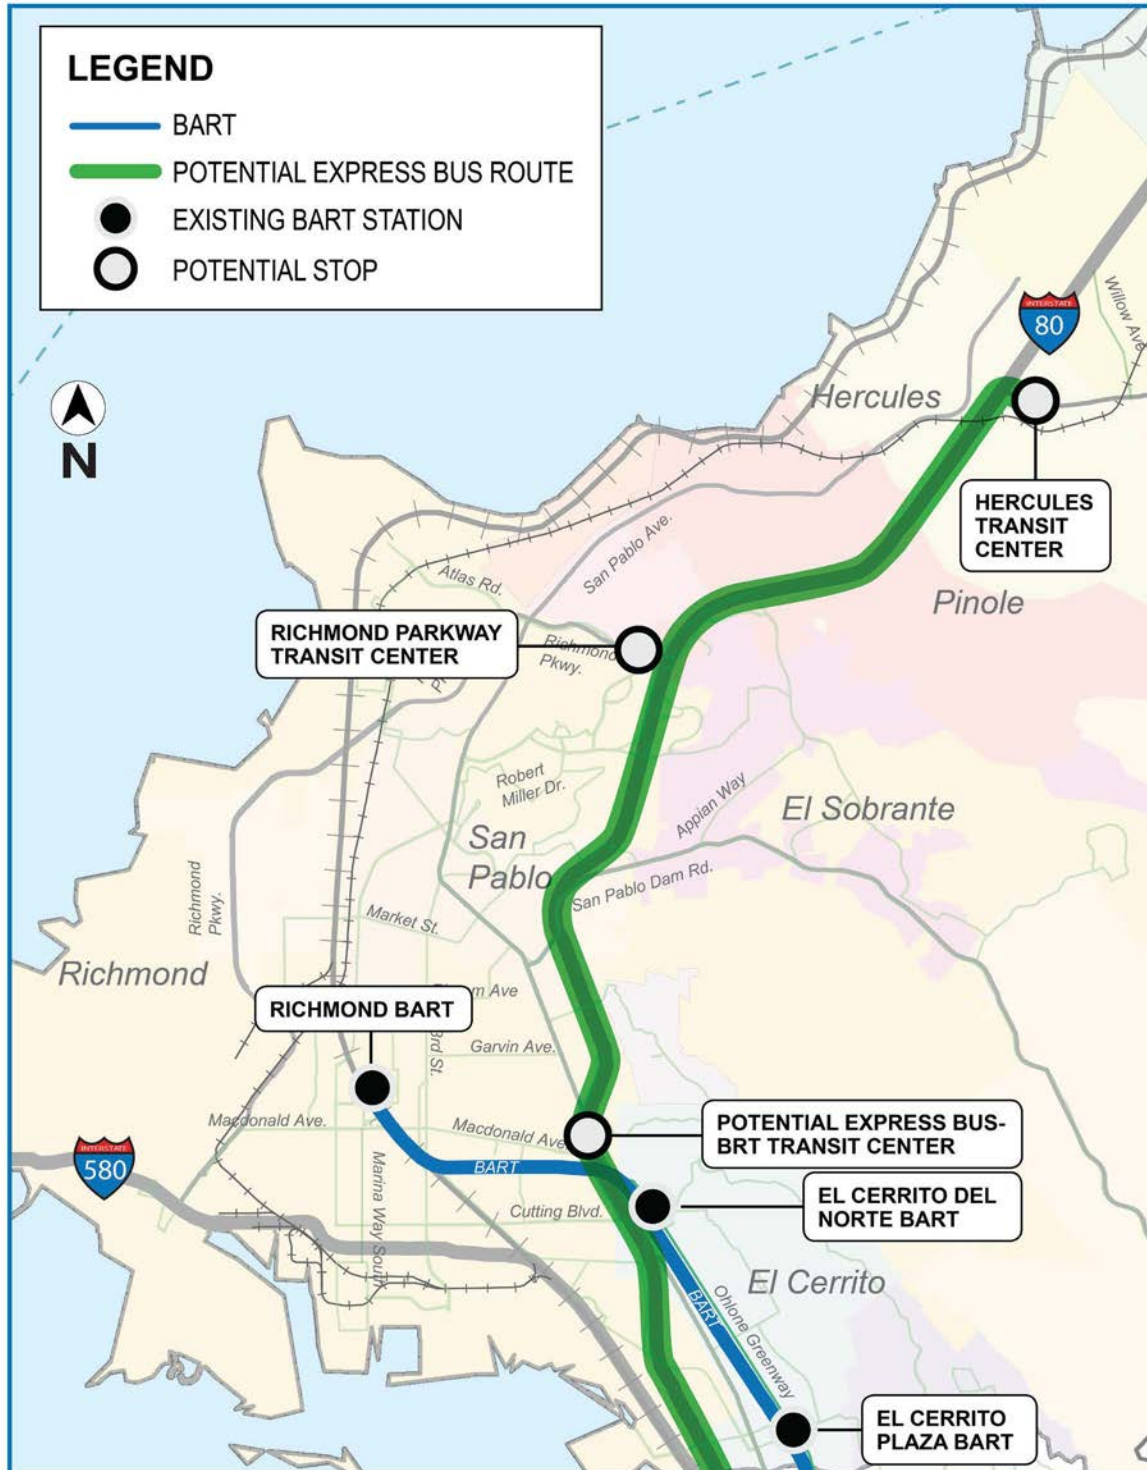 LEGEND
BART
POTENTIAL EXPRESS BUS ROUTE
EXISTING BART STATION
POTENTIAL STOP
N
INTERSTATE
80
Willow Ave
Hercules
HERCULES
TRANSIT
CENTER
San Pablo Ave.
Atlas Rd.
Pinole
RICHMOND PARKWAY
TRANSIT CENTER
Richmond
Pkwy.
Robert
Miller Dr.
Appian Way
El Sobrante
San
Pablo
San Pablo Dam Rd.
Richmond
Pkwy.
Market St.
Richmond
Ave
RICHMOND BART
Garvin Ave.
Macdonald Ave.
Macdonald Ave
POTENTIAL EXPRESS BUS-
BRT TRANSIT CENTER
INTERSTATE
580
BART
Marina Way South
Cutting Blvd.
EL CERRITO DEL
NORTE BART
El Cerrito
BART
Ohlone Greenway
EL CERRITO
PLAZA BART